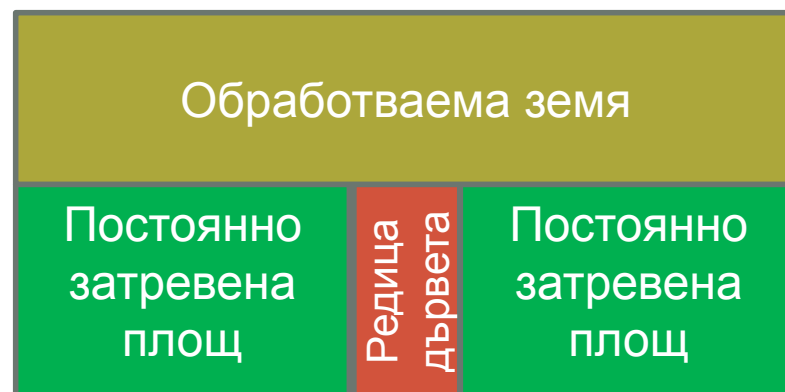 Обработваема земя
Постоянно
затревена
площ
Редица
дървета
Постоянно
затревена
площ